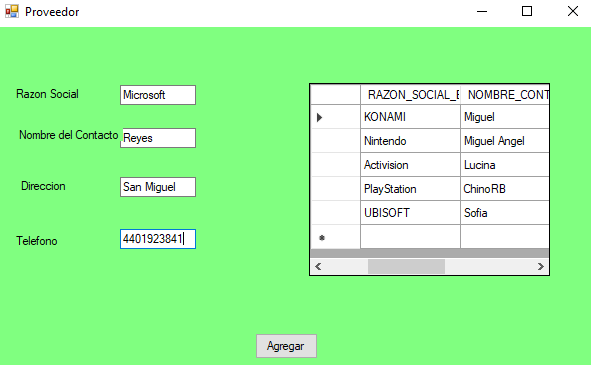 Proveedor
Razon Social Microsoft
Nombre del Contacto Reyes
Direccion San Miguel
Telefono 4401923841
RAZON_SOCIAL_E NOMBRE_CONT
KONAMI Miguel
Nintendo Miguel Angel
Activision Lucina
PlayStation ChinoRB
UBISOFT Sofia
Agregar